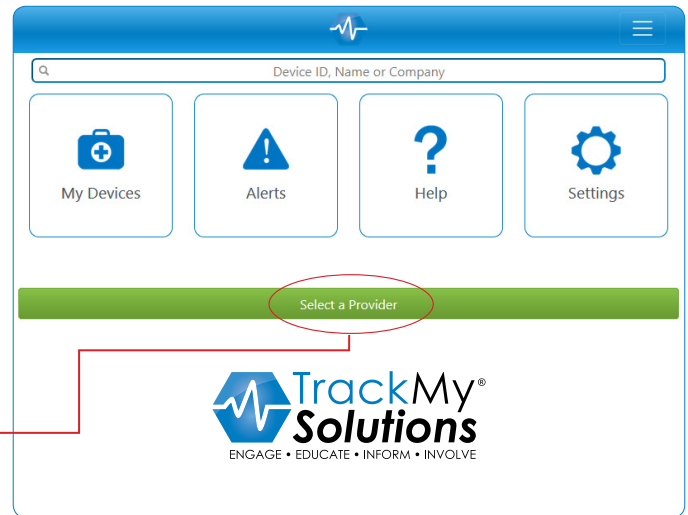 Device ID, Name or Company
My Devices
Alerts
Help
Settings
Select a Provider
TrackMy®
Solutions
ENGAGE • EDUCATE • INFORM • INVOLVE